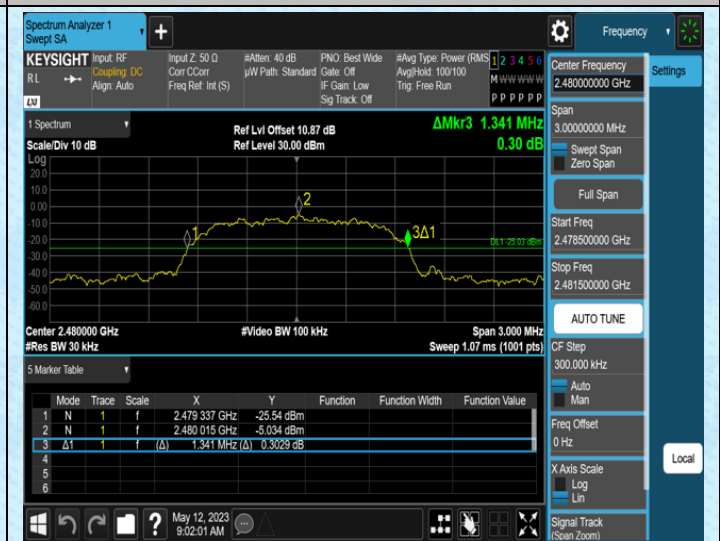 Spectrum Analyzer 1
Swept SA
+
Frequency
KEYSIGHT
RL
LXI
Input: RF
Coupling: DC
Align: Auto
Input Z: 50 Ω
Corr CCorr
Freq Ref: Int (S)
#Atten: 40 dB
µW Path: Standard
PNO: Best Wide
Gate: Off
IF Gain: Low
Sig Track: Off
#Avg Type: Power (RMS
Avg|Hold: 100/100
Trig: Free Run
1 2 3 4 5 6
M W W W W W
P P P P P P
Center Frequency
2.480000000 GHz
Settings
Span
3.00000000 MHz
Swept Span
Zero Span
Full Span
Start Freq
2.478500000 GHz
Stop Freq
2.481500000 GHz
AUTO TUNE
CF Step
300.000 kHz
Auto
Man
Freq Offset
0 Hz
X Axis Scale
Log
Lin
Signal Track
(Span Zoom)
Local
1 Spectrum
Scale/Div 10 dB
Ref Lvl Offset 10.87 dB
Ref Level 30.00 dBm
ΔMkr3 1.341 MHz
0.30 dB
Log
20.0
10.0
0.00
-10.0
-20.0
-30.0
-40.0
-50.0
-60.0
1
2
3Δ1
DL1 -25.03 dBm
Center 2.480000 GHz
#Res BW 30 kHz
#Video BW 100 kHz
Span 3.000 MHz
Sweep 1.07 ms (1001 pts)
5 Marker Table
Mode Trace Scale X Y Function Function Width Function Value
1 N 1 f 2.479 337 GHz -25.54 dBm
2 N 1 f 2.480 015 GHz -5.034 dBm
3 Δ1 1 f (Δ) 1.341 MHz (Δ) 0.3029 dB
4
5
6
?
May 12, 2023
9:02:01 AM